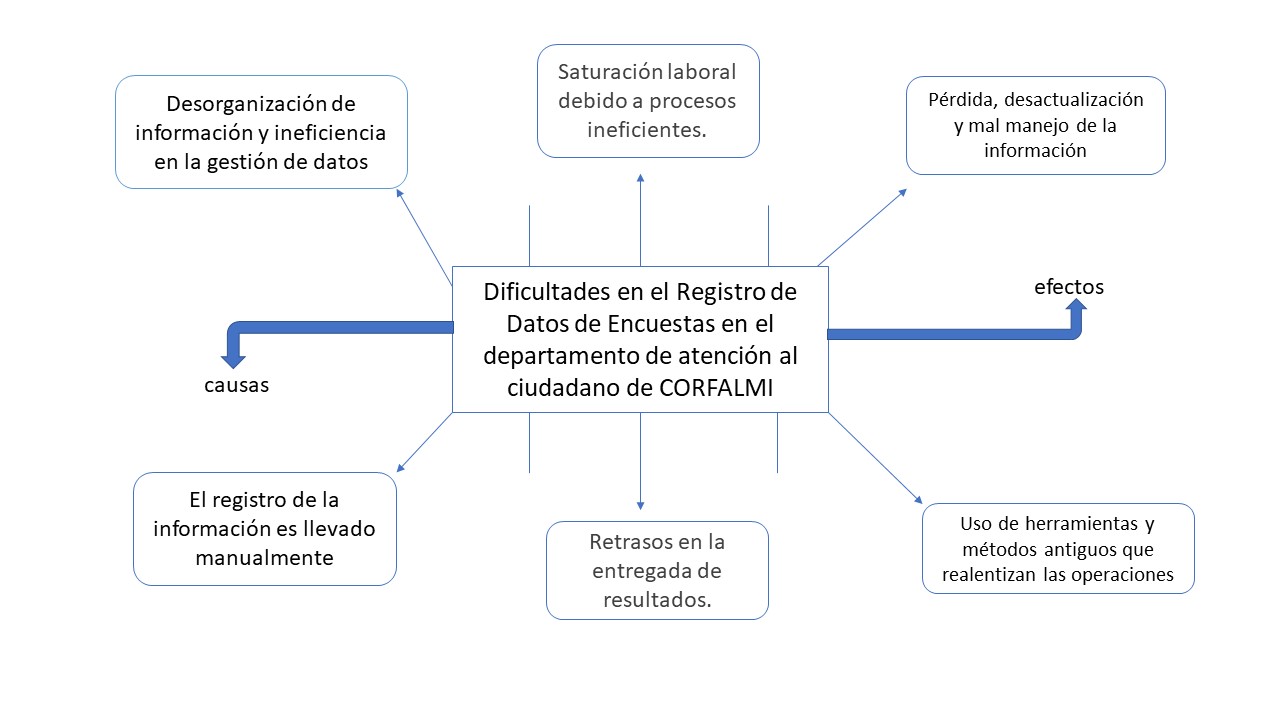 Saturación laboral
debido a procesos
ineficientes.
Desorganización de
información y ineficiencia
en la gestión de datos
Pérdida, desactualización
y mal manejo de la
información
Dificultades en el Registro de
Datos de Encuestas en el
departamento de atención al
ciudadano de CORFALMI
efectos
causas
El registro de la
información es llevado
manualmente
Retrasos en la
entregada de
resultados.
Uso de herramientas y
métodos antiguos que
realentizan las operaciones